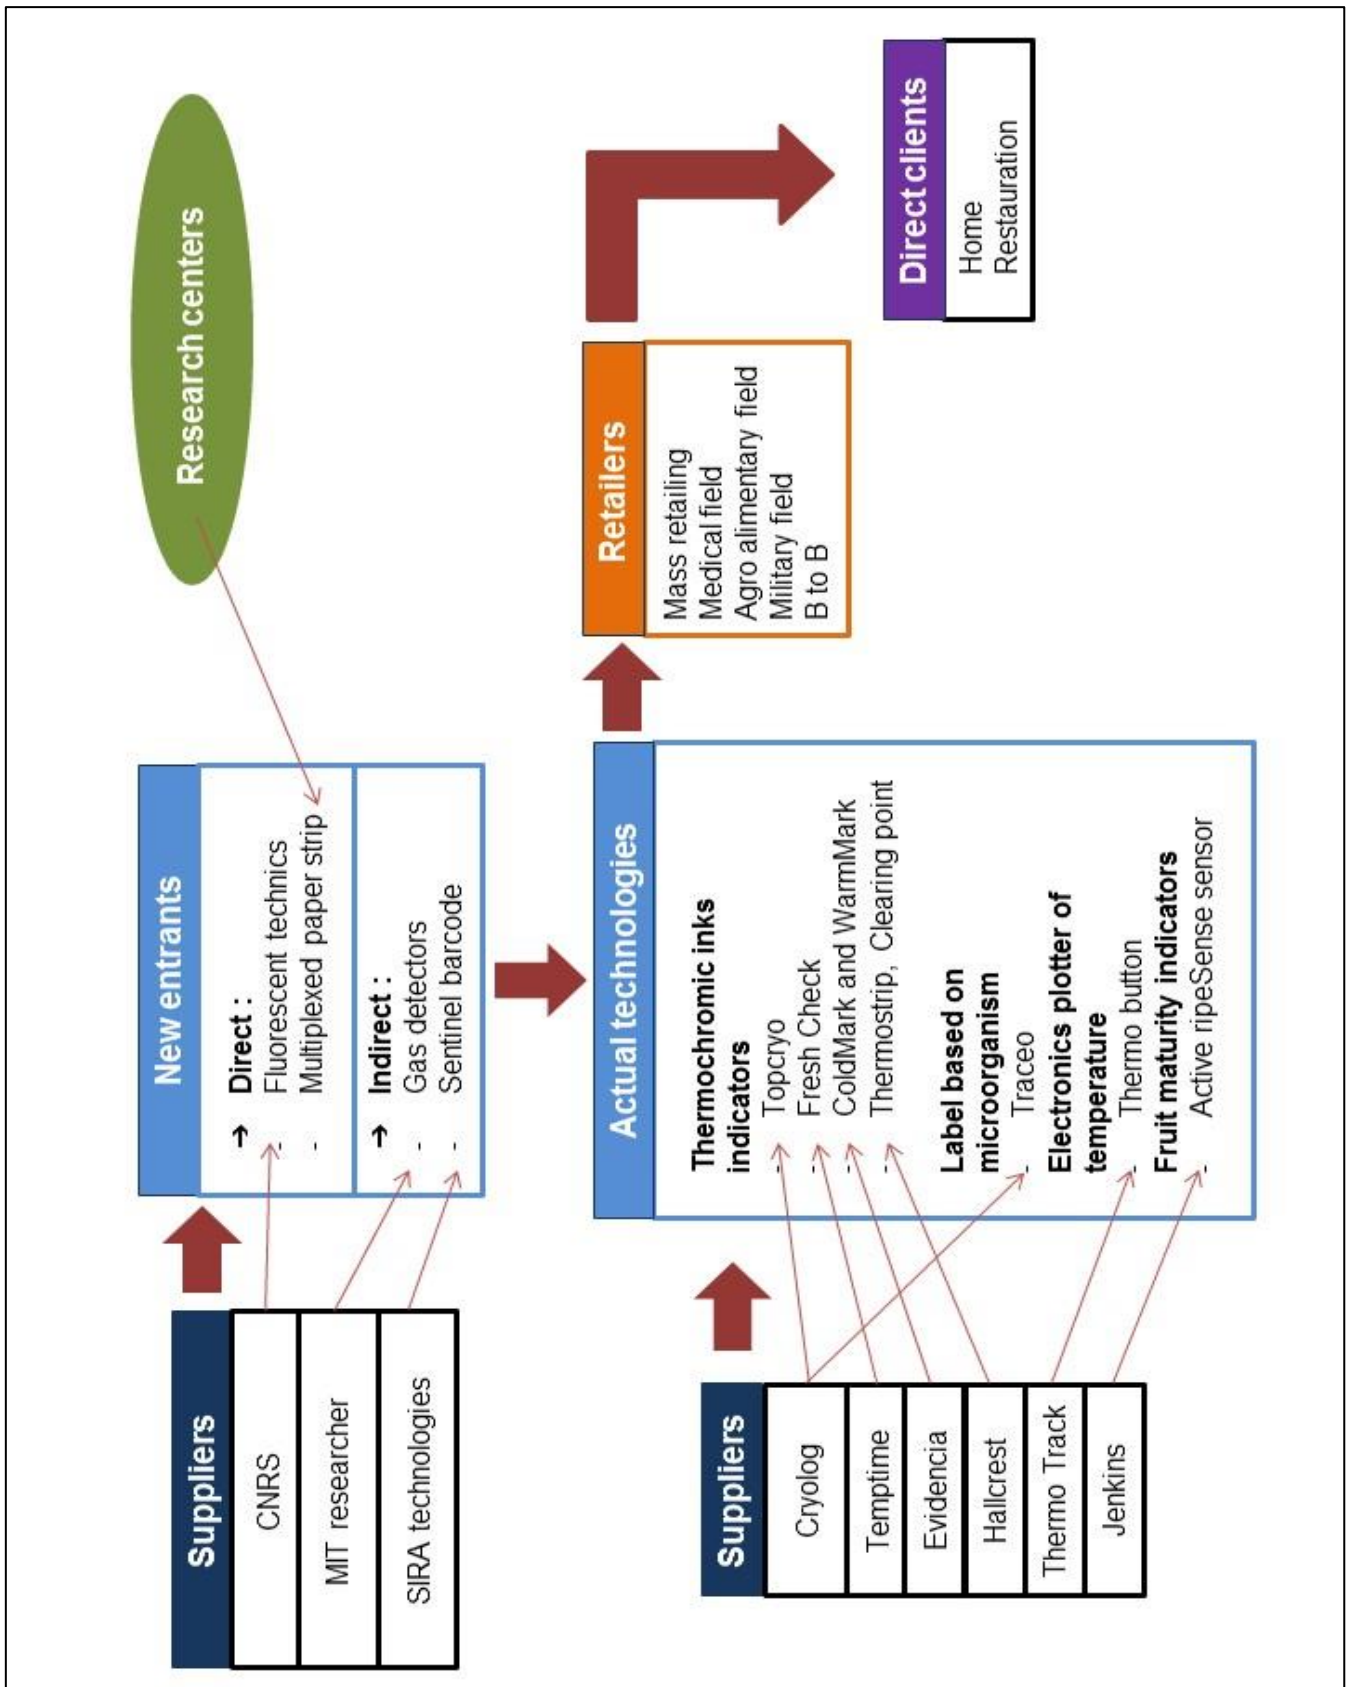 Research centers
Suppliers
CNRS
MIT researcher
SIRA technologies
New entrants
→ Direct :
- Fluorescent technics
- Multiplexed paper strip
→ Indirect :
- Gas detectors
- Sentinel barcode
Suppliers
Cryolog
Temptime
Evidencia
Hallcrest
Thermo Track
Jenkins
Actual technologies
Thermochromic inks
indicators
- Topcryo
- Fresh Check
- ColdMark and WarmMark
- Thermostrip, Clearing point
Label based on
microorganism
- Traceo
Electronics plotter of
temperature
- Thermo button
Fruit maturity indicators
- Active ripeSense sensor
Retailers
Mass retailing
Medical field
Agro alimentary field
Military field
B to B
Direct clients
Home
Restauration